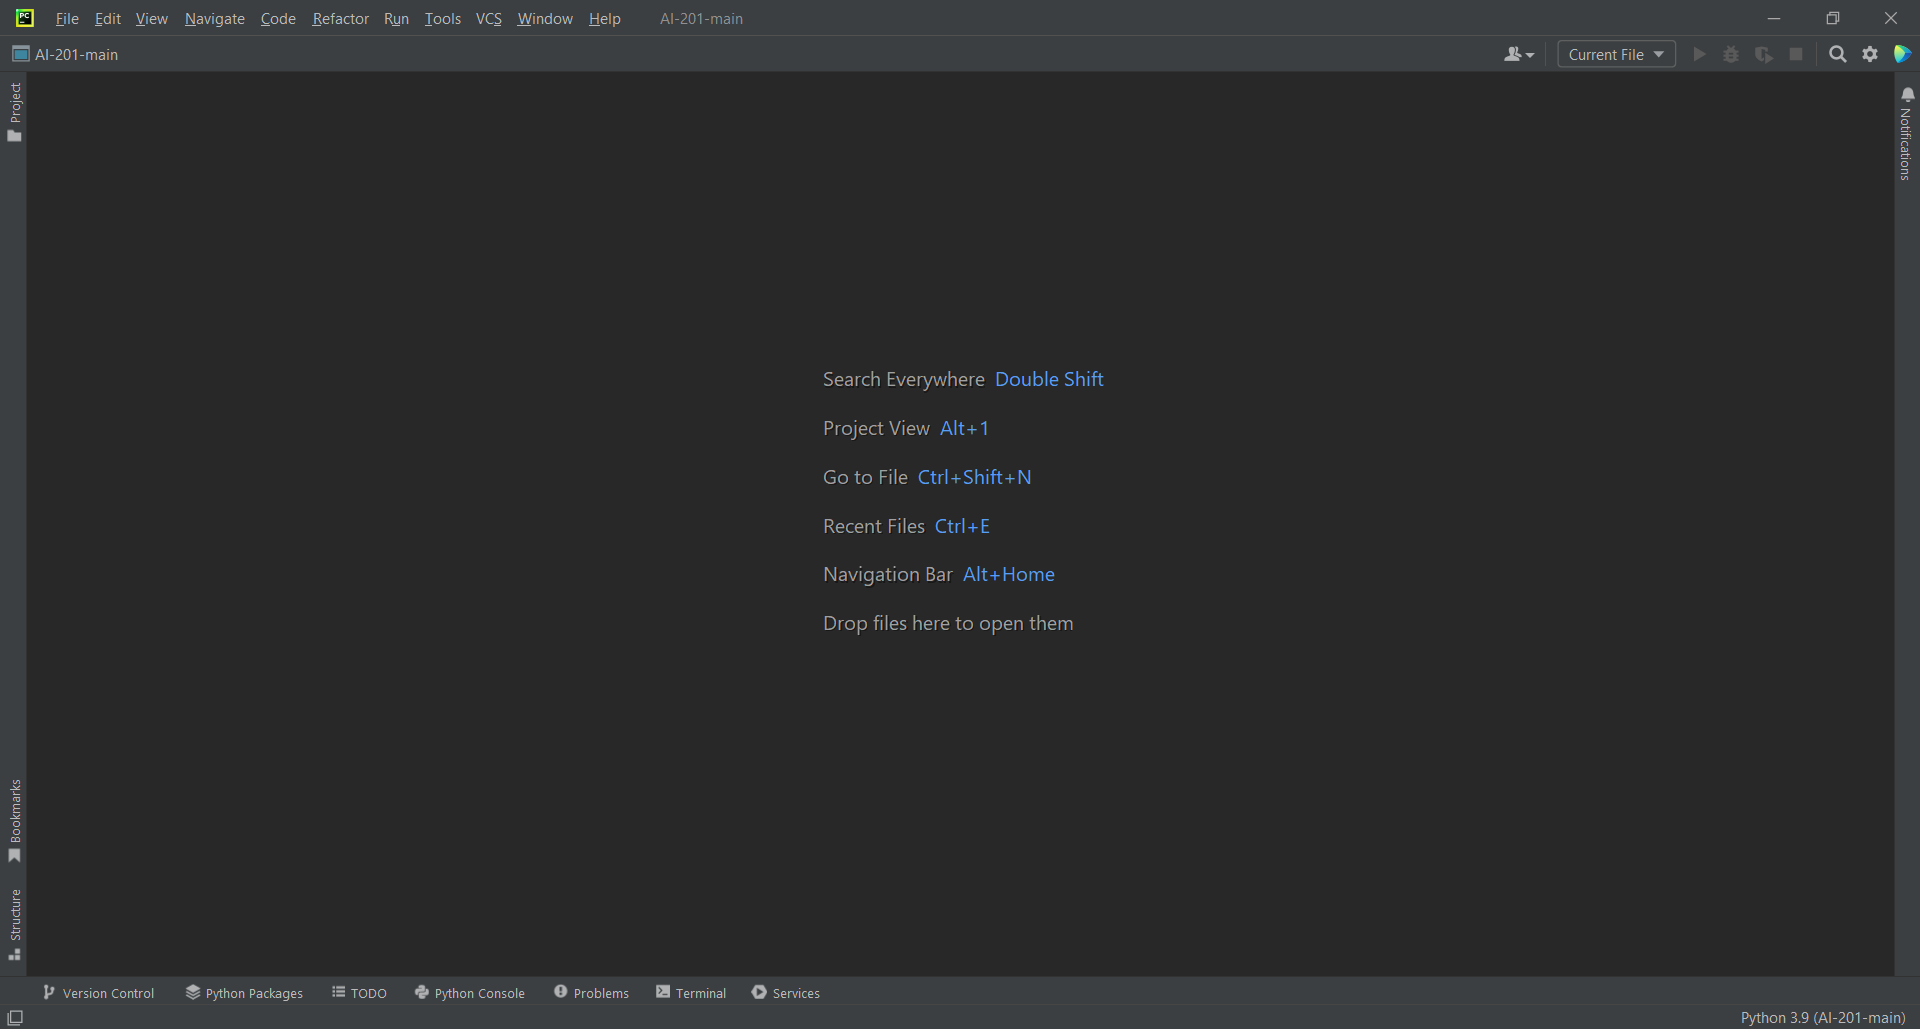 PC
File Edit View Navigate Code Refactor Run Tools VCS Window Help AI-201-main
AI-201-main
Current File
Project
Notifications
Search Everywhere Double Shift
Project View Alt+1
Go to File Ctrl+Shift+N
Recent Files Ctrl+E
Navigation Bar Alt+Home
Drop files here to open them
Bookmarks
Structure
Version Control Python Packages TODO Python Console Problems Terminal Services
Python 3.9 (AI-201-main)